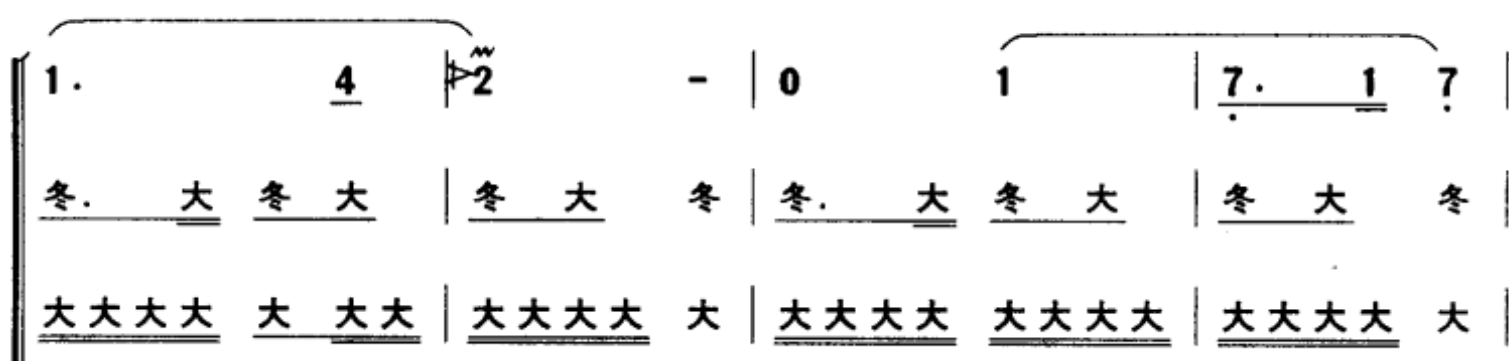 1. 4 | 2 - | 0 1 | 7. 1 7 |
冬. 大 冬 大 | 冬 大 冬 | 冬. 大 冬 大 | 冬 大 冬 |
大 大 大 大 大 大 大 | 大 大 大 大 大 | 大 大 大 大 大 大 大 大 | 大 大 大 大 大 |